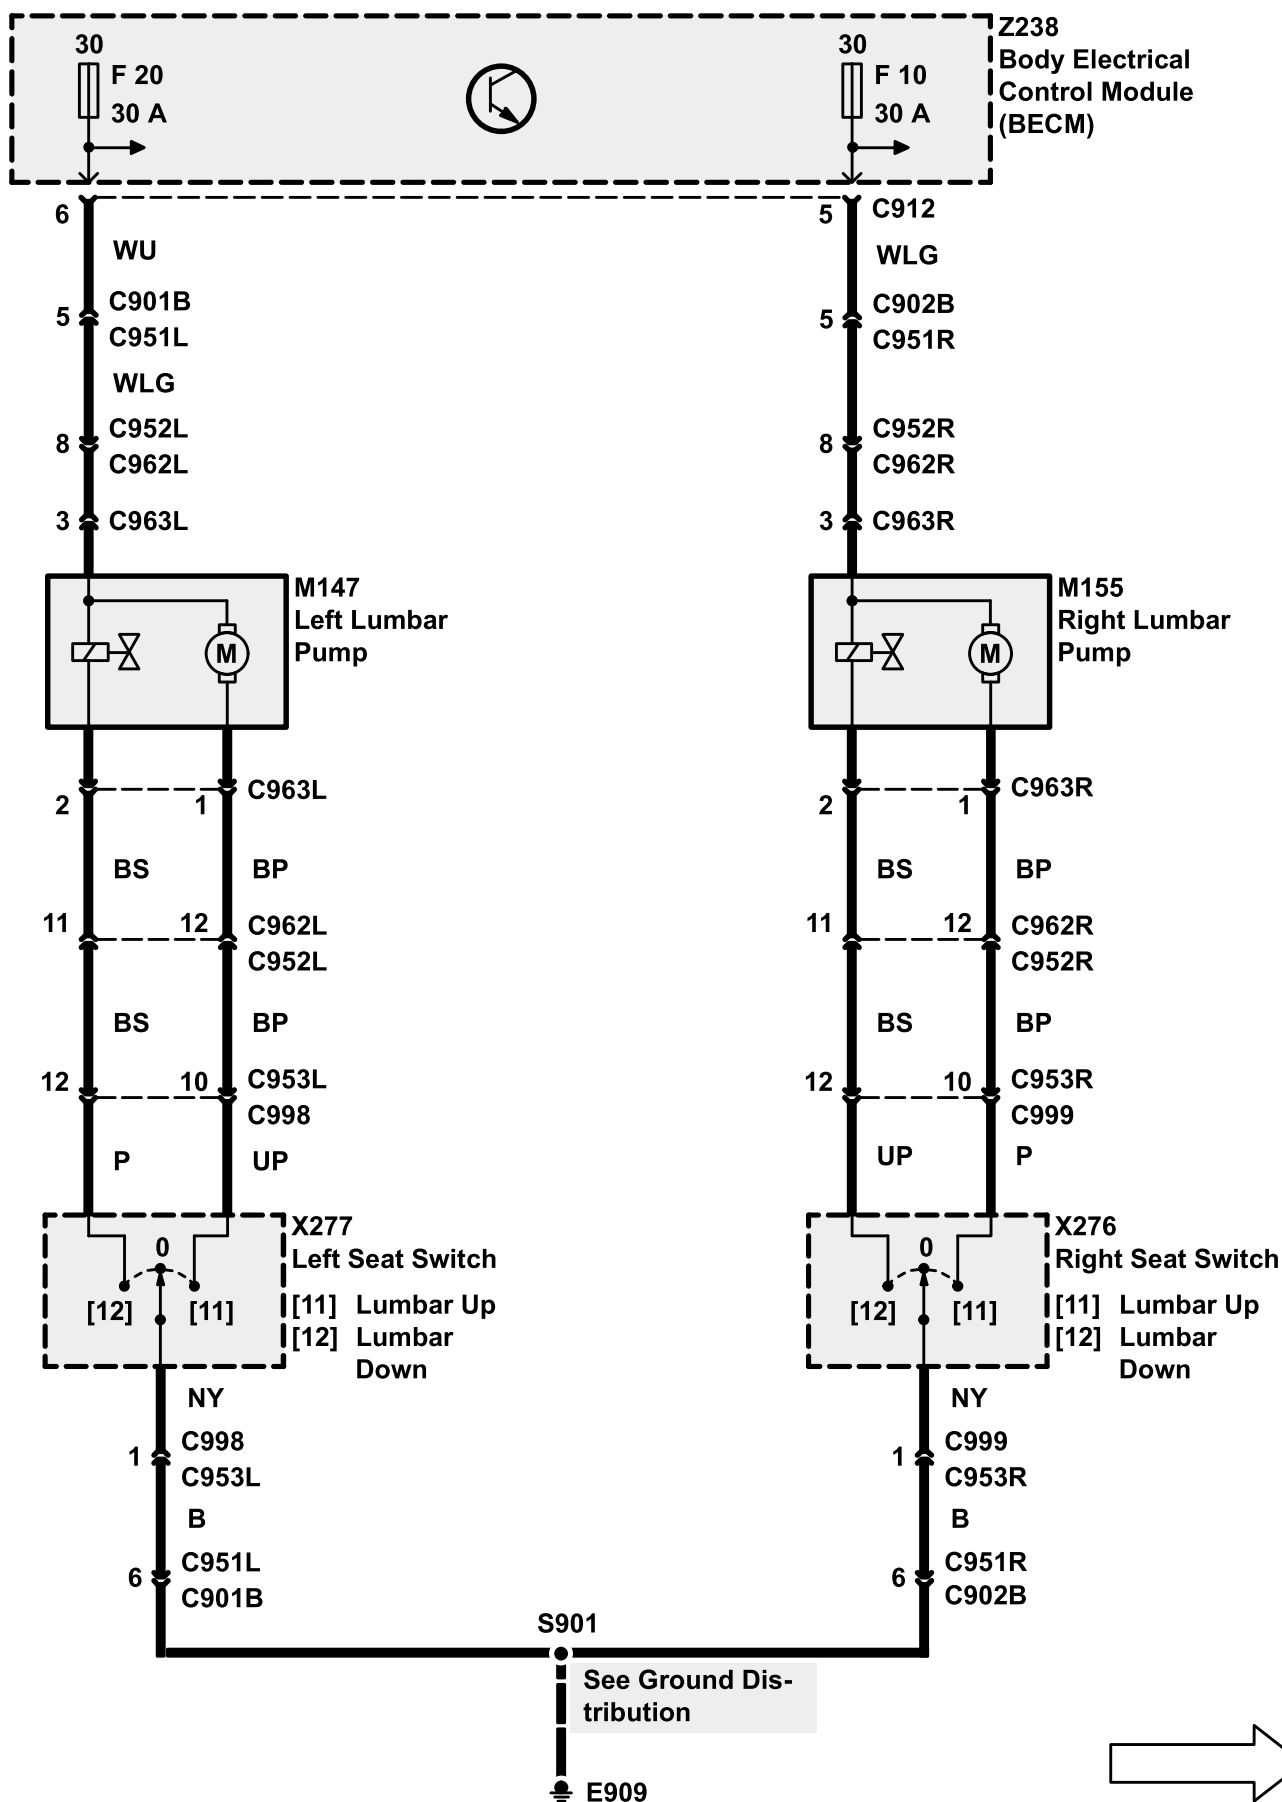 Z238
Body Electrical
Control Module
(BECM)
30
F 20
30 A
30
F 10
30 A
6
5
C912
WU
WLG
5
C901B
C951L
5
C902B
C951R
WLG
8
C952L
C962L
8
C952R
C962R
3
C963L
3
C963R
M147
Left Lumbar
Pump
M
M155
Right Lumbar
Pump
M
2
1
C963L
2
1
C963R
BS
BP
BS
BP
11
12
C962L
C952L
11
12
C962R
C952R
BS
BP
BS
BP
12
10
C953L
C998
12
10
C953R
C999
P
UP
UP
P
X277
Left Seat Switch
0
[12]
[11]
[11] Lumbar Up
[12] Lumbar
Down
X276
Right Seat Switch
0
[12]
[11]
[11] Lumbar Up
[12] Lumbar
Down
NY
NY
1
C998
C953L
1
C999
C953R
B
B
6
C951L
C901B
6
C951R
C902B
S901
See Ground Dis-
tribution
E909